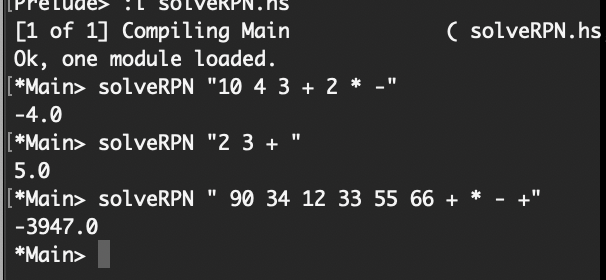 Prelude> :l solveRPN.hs
[1 of 1] Compiling Main ( solveRPN.hs
Ok, one module loaded.
[*Main> solveRPN "10 4 3 + 2 * -"
-4.0
[*Main> solveRPN "2 3 + "
5.0
[*Main> solveRPN " 90 34 12 33 55 66 + * - +"
-3947.0
*Main>